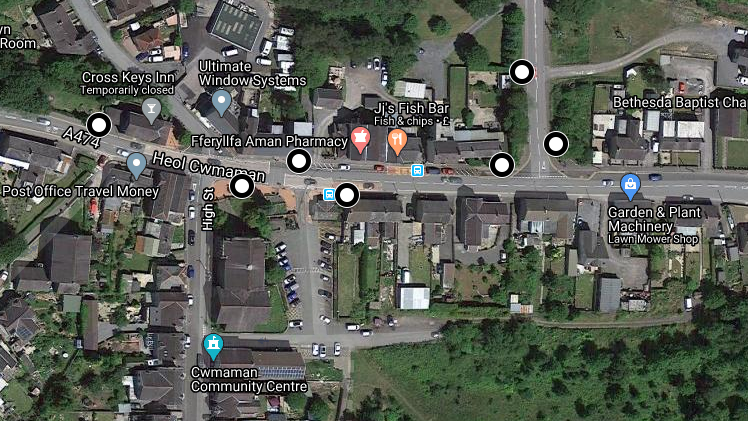 yn
Room
Ultimate
Window Systems
Cross Keys Inn
Temporarily closed
Jj's Fish Bar
Fish & chips • £
Bethesda Baptist Cha
A474
Fferyllfa Aman Pharmacy
Heol Cwmaman
Post Office Travel Money
High St
Garden & Plant
Machinery
Lawn Mower Shop
Cwmaman
Community Centre